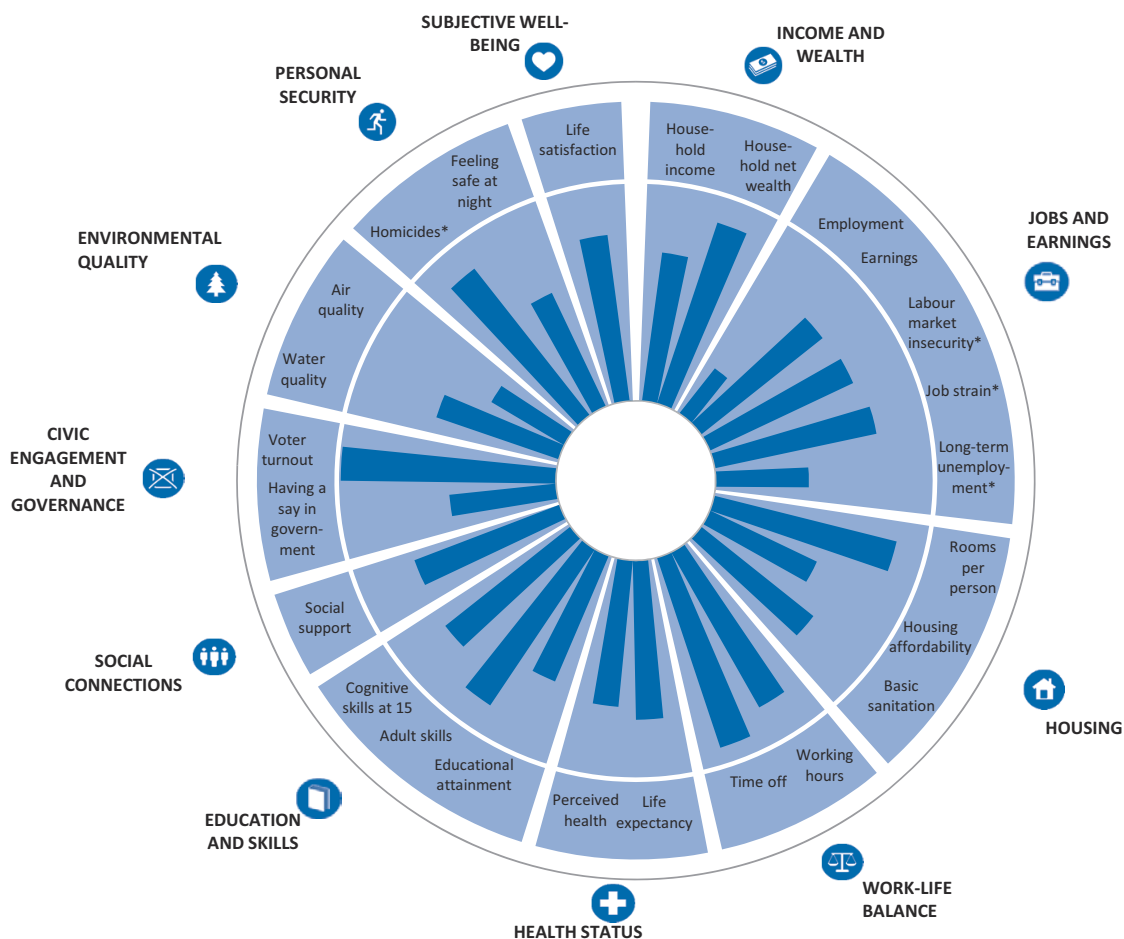 SUBJECTIVE WELL-
BEING
INCOME AND
WEALTH
PERSONAL
SECURITY
Life
satisfaction
House-
hold
income
House-
hold net
wealth
Feeling
safe at
night
Homicides*
Employment
Earnings
JOBS AND
EARNINGS
ENVIRONMENTAL
QUALITY
Air
quality
Water
quality
Labour
market
insecurity*
Job strain*
Long-term
unemploy-
ment*
CIVIC
ENGAGEMENT
AND
GOVERNANCE
Voter
turnout
Having a
say in
govern-
ment
Rooms
per
person
Housing
affordability
Basic
sanitation
HOUSING
Social
support
SOCIAL
CONNECTIONS
Cognitive
skills at 15
Adult skills
Educational
attainment
EDUCATION
AND SKILLS
Perceived
health
Life
expectancy
Time off
Working
hours
WORK-LIFE
BALANCE
HEALTH STATUS